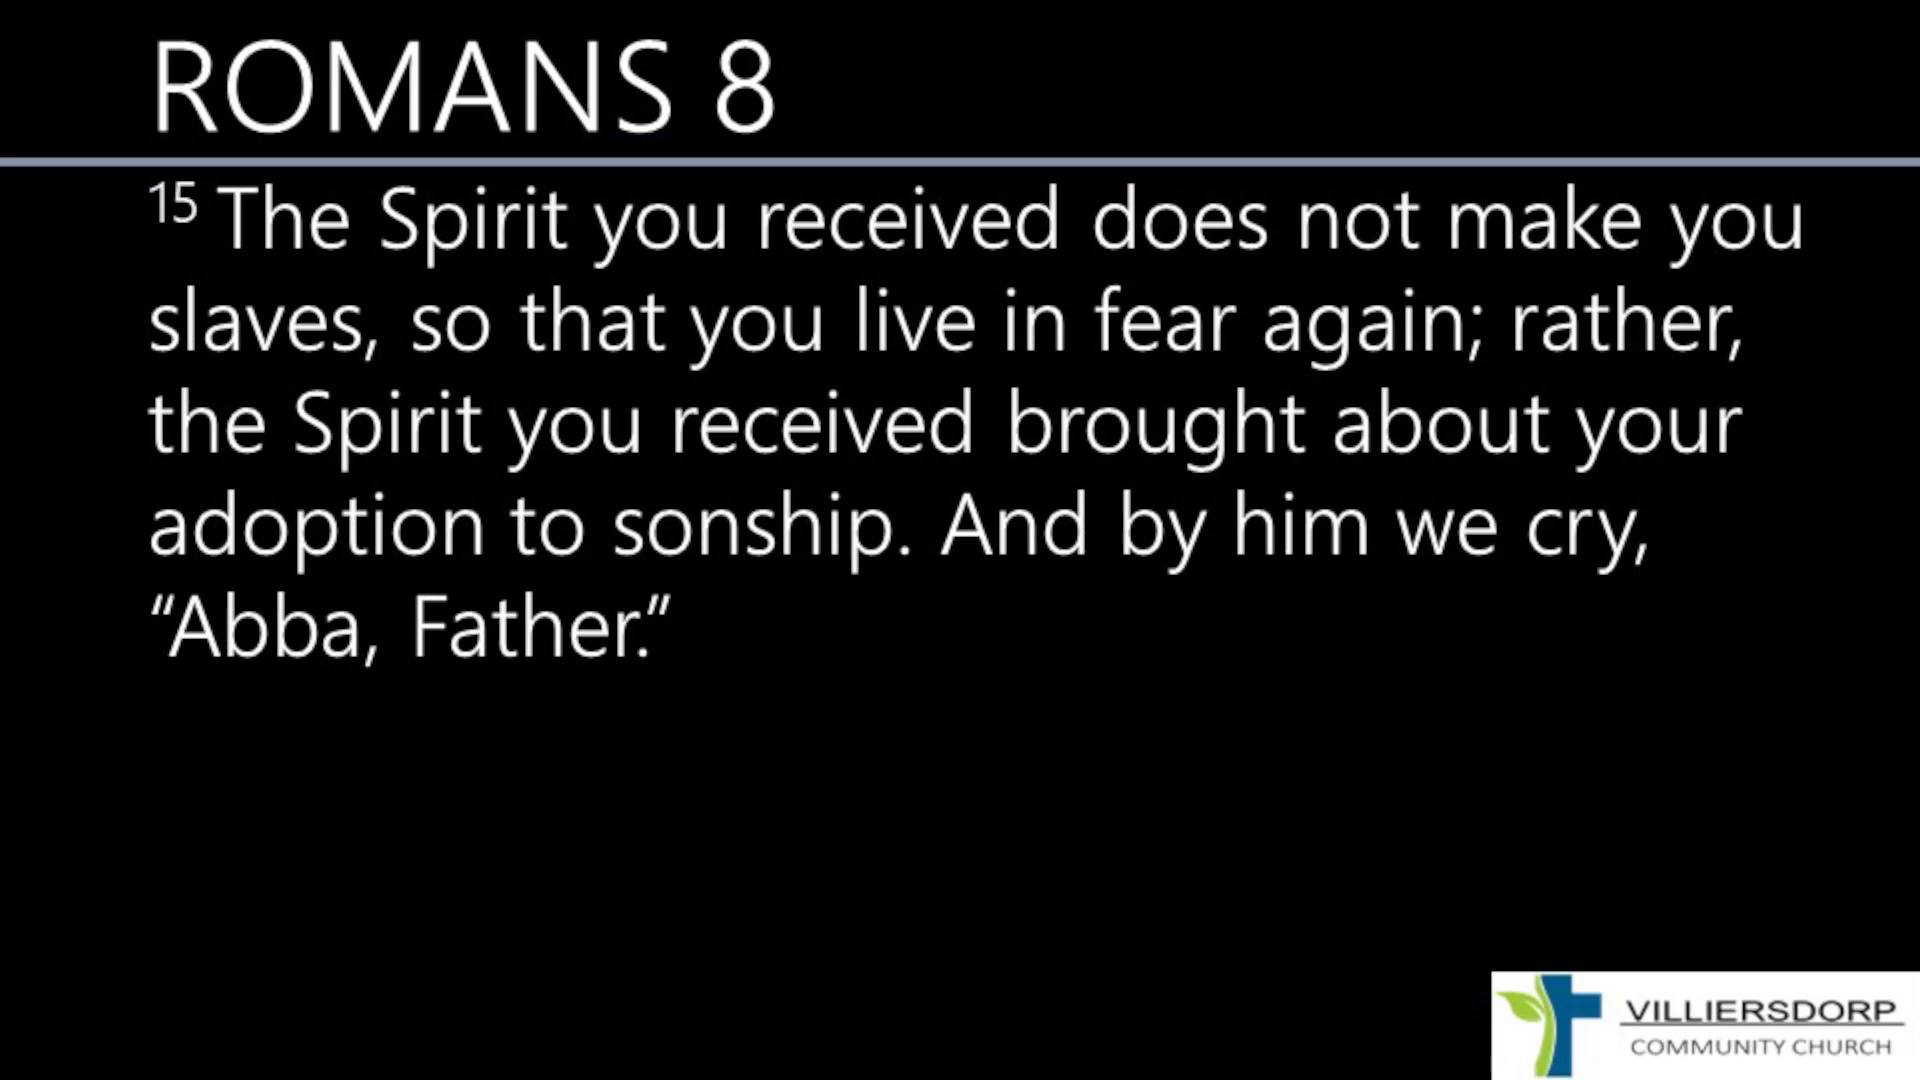 ROMANS 8
15 The Spirit you received does not make you
slaves, so that you live in fear again; rather,
the Spirit you received brought about your
adoption to sonship. And by him we cry,
“Abba, Father.”
VILLIERSDORP
COMMUNITY CHURCH